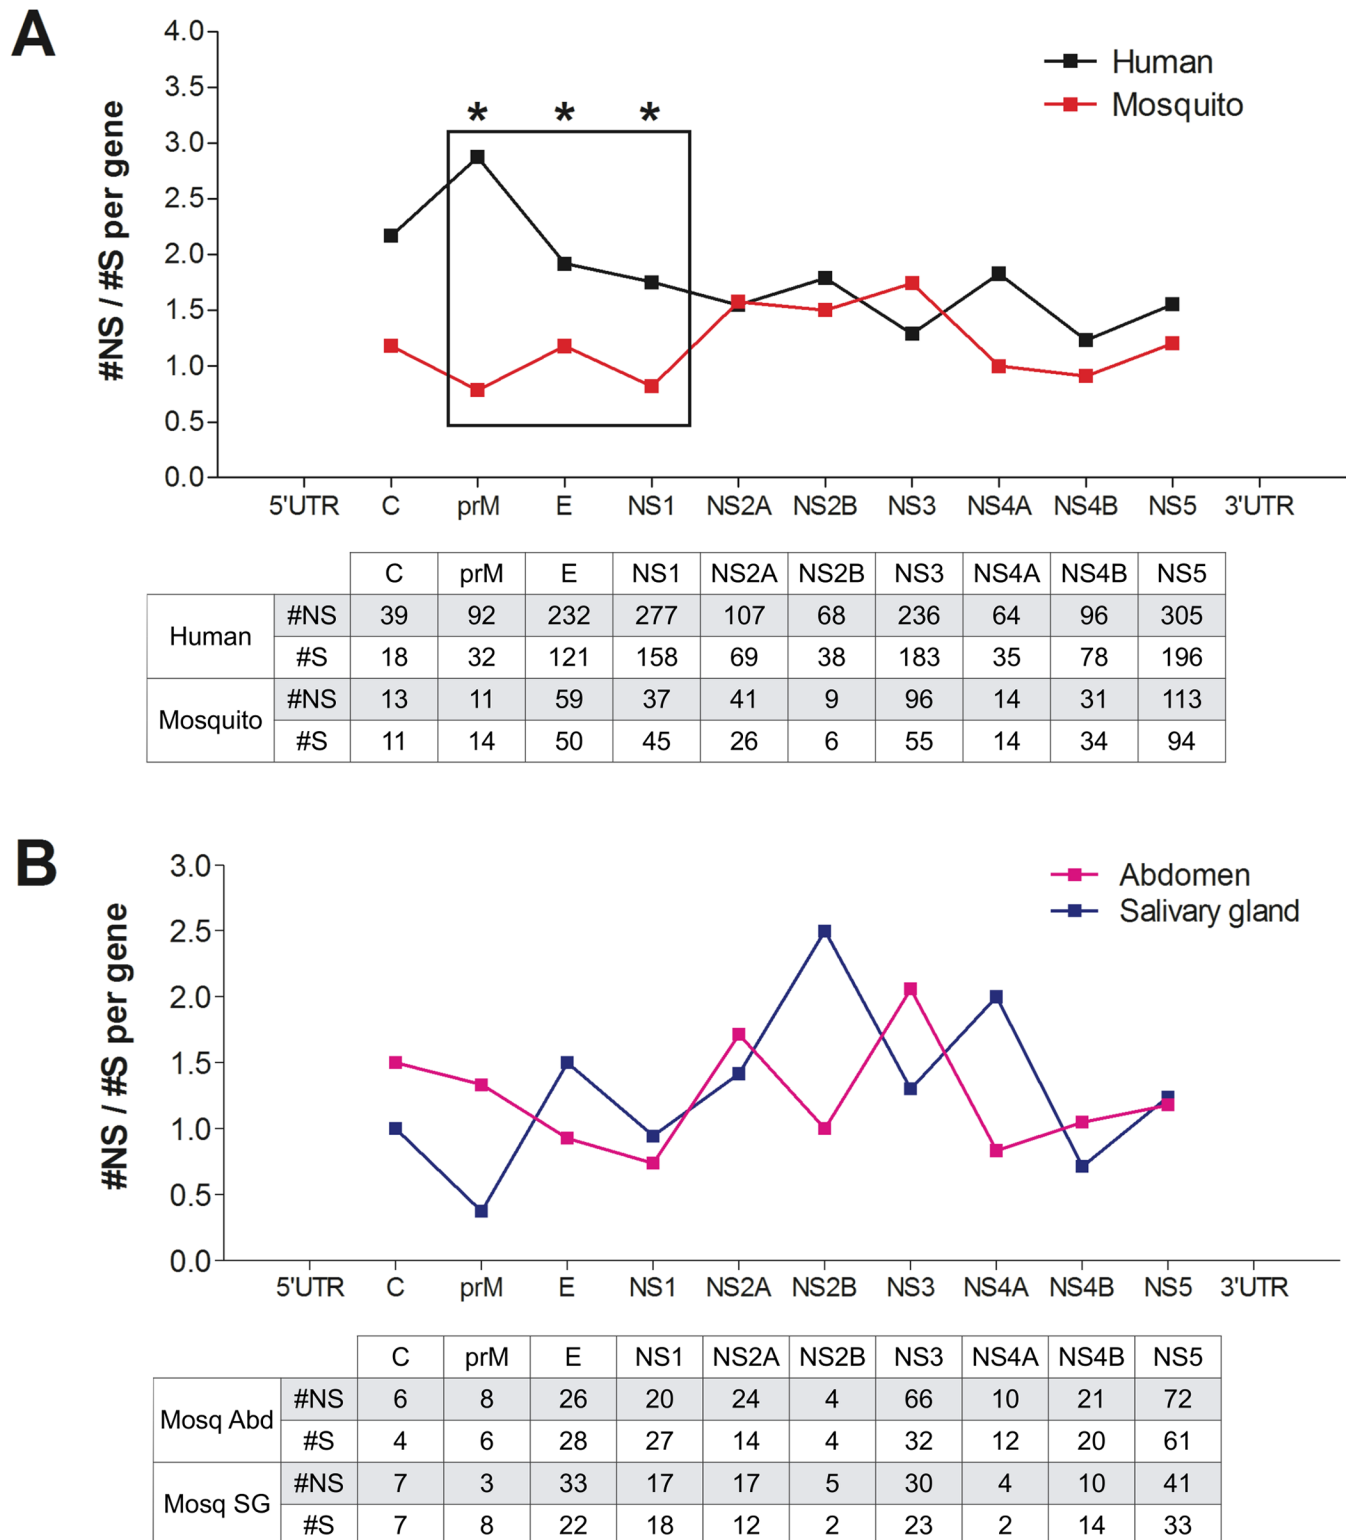 A
4.0
3.5
3.0
2.5
2.0
1.5
1.0
0.5
0.0
#NS / #S per gene
Human
Mosquito
* * *
5'UTR C prM E NS1 NS2A NS2B NS3 NS4A NS4B NS5 3'UTR
C prM E NS1 NS2A NS2B NS3 NS4A NS4B NS5
Human
#NS 39 92 232 277 107 68 236 64 96 305
#S 18 32 121 158 69 38 183 35 78 196
Mosquito
#NS 13 11 59 37 41 9 96 14 31 113
#S 11 14 50 45 26 6 55 14 34 94
B
3.0
2.5
2.0
1.5
1.0
0.5
0.0
#NS / #S per gene
Abdomen
Salivary gland
5'UTR C prM E NS1 NS2A NS2B NS3 NS4A NS4B NS5 3'UTR
C prM E NS1 NS2A NS2B NS3 NS4A NS4B NS5
Mosq Abd
#NS 6 8 26 20 24 4 66 10 21 72
#S 4 6 28 27 14 4 32 12 20 61
Mosq SG
#NS 7 3 33 17 17 5 30 4 10 41
#S 7 8 22 18 12 2 23 2 14 33